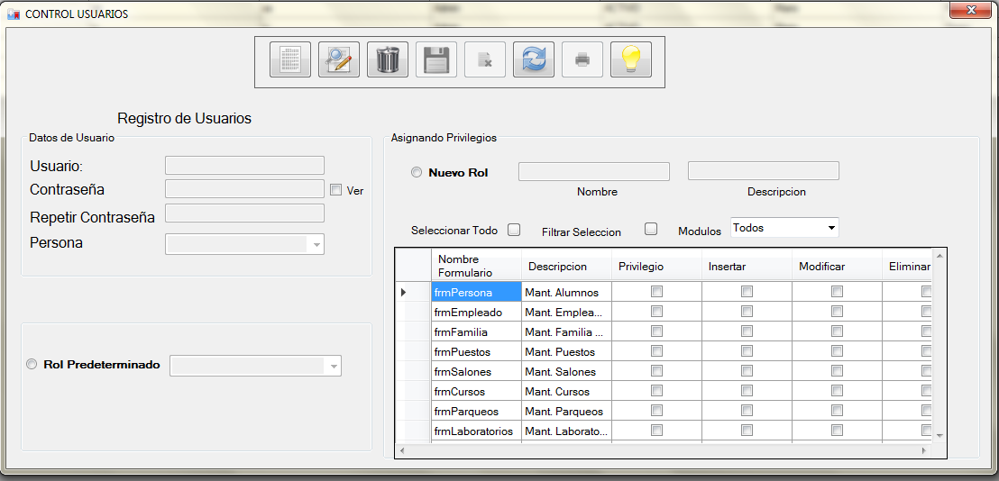 CONTROL USUARIOS
Registro de Usuarios
Datos de Usuario
Usuario:
Contraseña
Ver
Repetir Contraseña
Persona
Rol Predeterminado
Asignando Privilegios
Nuevo Rol
Nombre
Descripcion
Seleccionar Todo
Filtrar Seleccion
Modulos
Todos
Nombre Formulario Descripcion Privilegio Insertar Modificar Eliminar
frmPersona Mant. Alumnos
frmEmpleado Mant. Emplea...
frmFamilia Mant. Familia ...
frmPuestos Mant. Puestos
frmSalones Mant. Salones
frmCursos Mant. Cursos
frmParqueos Mant. Parqueos
frmLaboratorios Mant. Laborato...